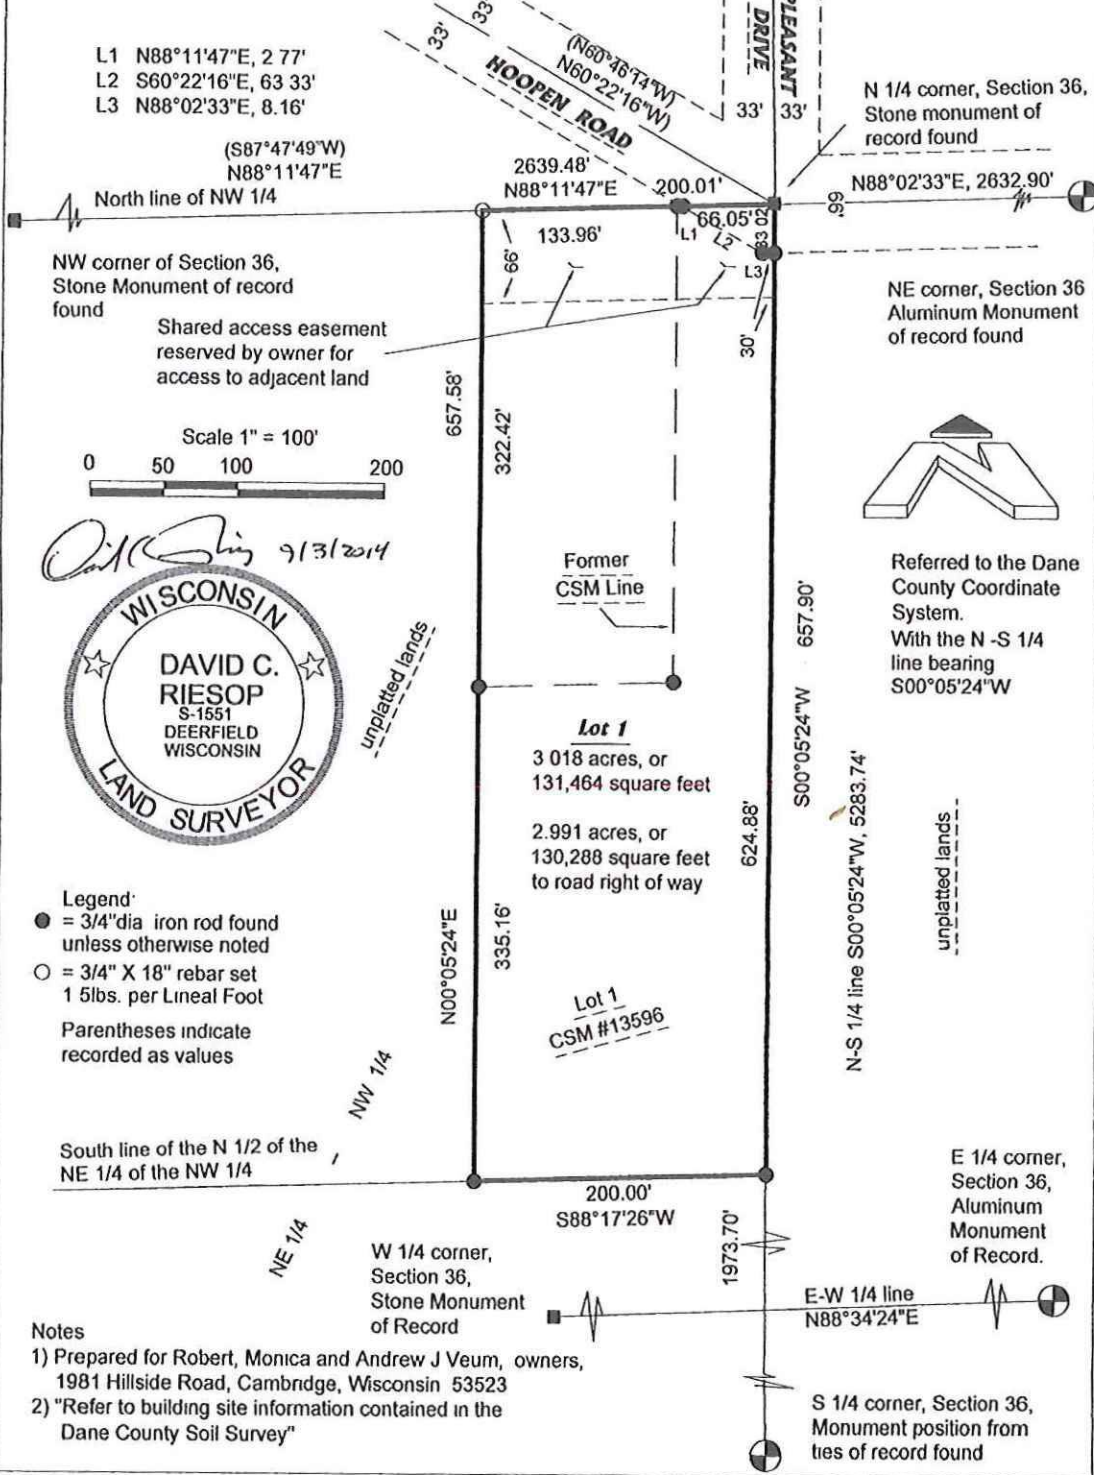 33'
33'
(N60°46'14"W)
N60°22'16"W)
HOOPEN ROAD
PLEASANT
DRIVE
33'
33'
L1 N88°11'47"E, 2 77'
L2 S60°22'16"E, 63 33'
L3 N88°02'33"E, 8.16'
(S87°47'49"W)
N88°11'47"E
North line of NW 1/4
2639.48'
N88°11'47"E
200.01'
N 1/4 corner, Section 36,
Stone monument of
record found
N88°02'33"E, 2632.90'
66'
66.05'
133.96'
66'
L1
L2
L3
33 02
30'
NW corner of Section 36,
Stone Monument of record
found
Shared access easement
reserved by owner for
access to adjacent land
NE corner, Section 36
Aluminum Monument
of record found
657.58'
322.42'
Scale 1" = 100'
0 50 100 200
9/3/2014
WISCONSIN
DAVID C.
RIESOP
S-1551
DEERFIELD
WISCONSIN
LAND SURVEYOR
unplatted lands
Former
CSM Line
Referred to the Dane
County Coordinate
System.
With the N -S 1/4
line bearing
S00°05'24"W
S00°05'24"W 657.90'
Lot 1
3 018 acres, or
131,464 square feet
2.991 acres, or
130,288 square feet
to road right of way
624.88'
N-S 1/4 line S00°05'24"W, 5283.74'
unplatted lands
Legend
= 3/4"dia iron rod found
unless otherwise noted
= 3/4" X 18" rebar set
1 5lbs. per Lineal Foot
Parentheses indicate
recorded as values
N00°05'24"E
335.16'
Lot 1
CSM #13596
NW 1/4
South line of the N 1/2 of the
NE 1/4 of the NW 1/4
NE 1/4
200.00'
S88°17'26"W
1973.70'
E 1/4 corner,
Section 36,
Aluminum
Monument
of Record.
W 1/4 corner,
Section 36,
Stone Monument
of Record
E-W 1/4 line
N88°34'24"E
Notes
1) Prepared for Robert, Monica and Andrew J Veum, owners,
1981 Hillside Road, Cambridge, Wisconsin 53523
2) "Refer to building site information contained in the
Dane County Soil Survey"
S 1/4 corner, Section 36,
Monument position from
ties of record found